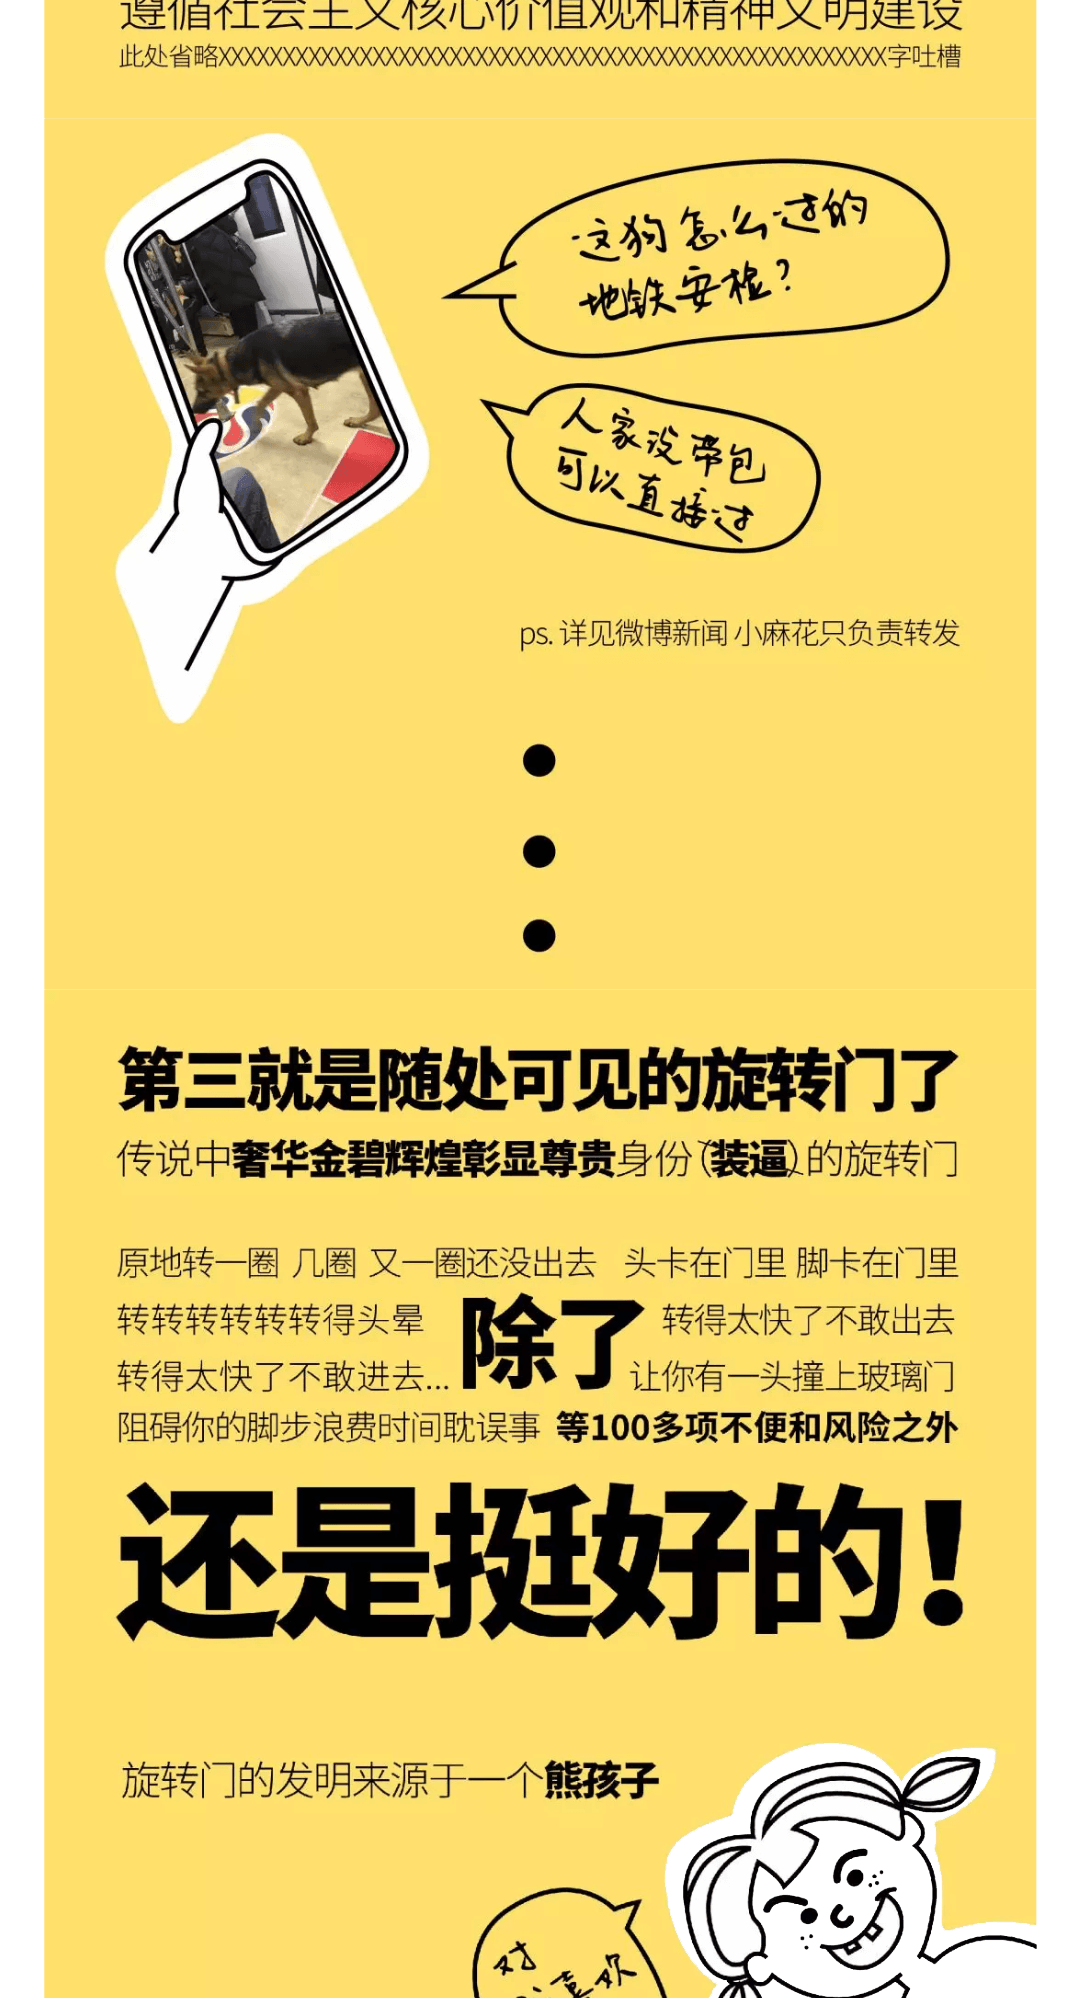 遵循社会主义核心价值观和精神文明建设
此处省略XXXXXXXXXXXXXXXXXXXXXXXXXXXXXXXXXXXXXXXXXXXXXXXXXXXX字吐槽
这狗怎么过的
地铁安检?
人家没带包
可以直接过
ps. 详见微博新闻 小麻花只负责转发
第三就是随处可见的旋转门了
传说中奢华金碧辉煌彰显尊贵身份(装逼)的旋转门
原地转一圈 几圈 又一圈还没出去 头卡在门里 脚卡在门里
转转转转转转得头晕 除了 转得太快了不敢出去
转得太快了不敢进去... 让你有一头撞上玻璃门
阻碍你的脚步浪费时间耽误事 等100多项不便和风险之外
还是挺好的!
旋转门的发明来源于一个熊孩子
对
喜欢